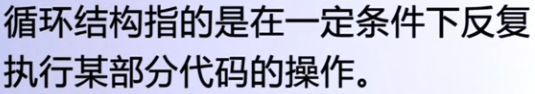 循环结构指的是在一定条件下反复
执行某部分代码的操作。